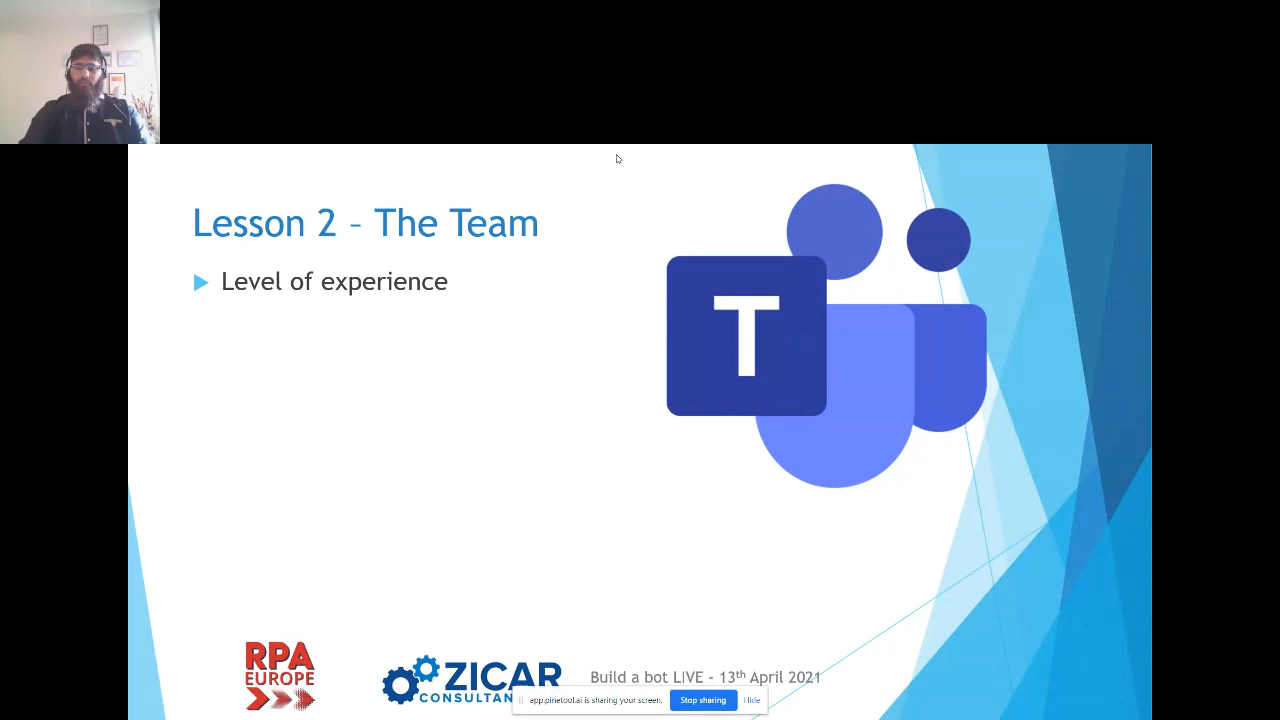 Lesson 2 – The Team
Level of experience
T
RPA
EUROPE
ZICAR
CONSULTAN
Build a bot LIVE - 13th April 2021
app.pinetool.ai is sharing your screen.
Stop sharing
Hide